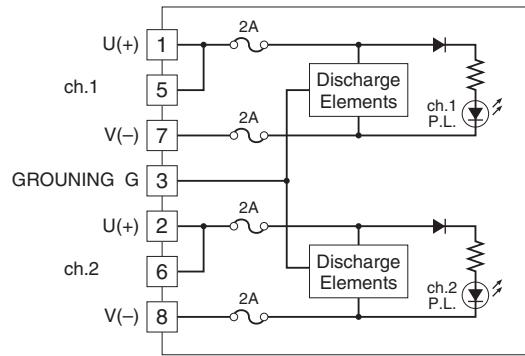 U(+) 1 2A
ch.1 5
Discharge
Elements
ch.1
P.L.
V(–) 7 2A
GROUNING G 3
U(+) 2 2A
ch.2 6
Discharge
Elements
ch.2
P.L.
V(–) 8 2A